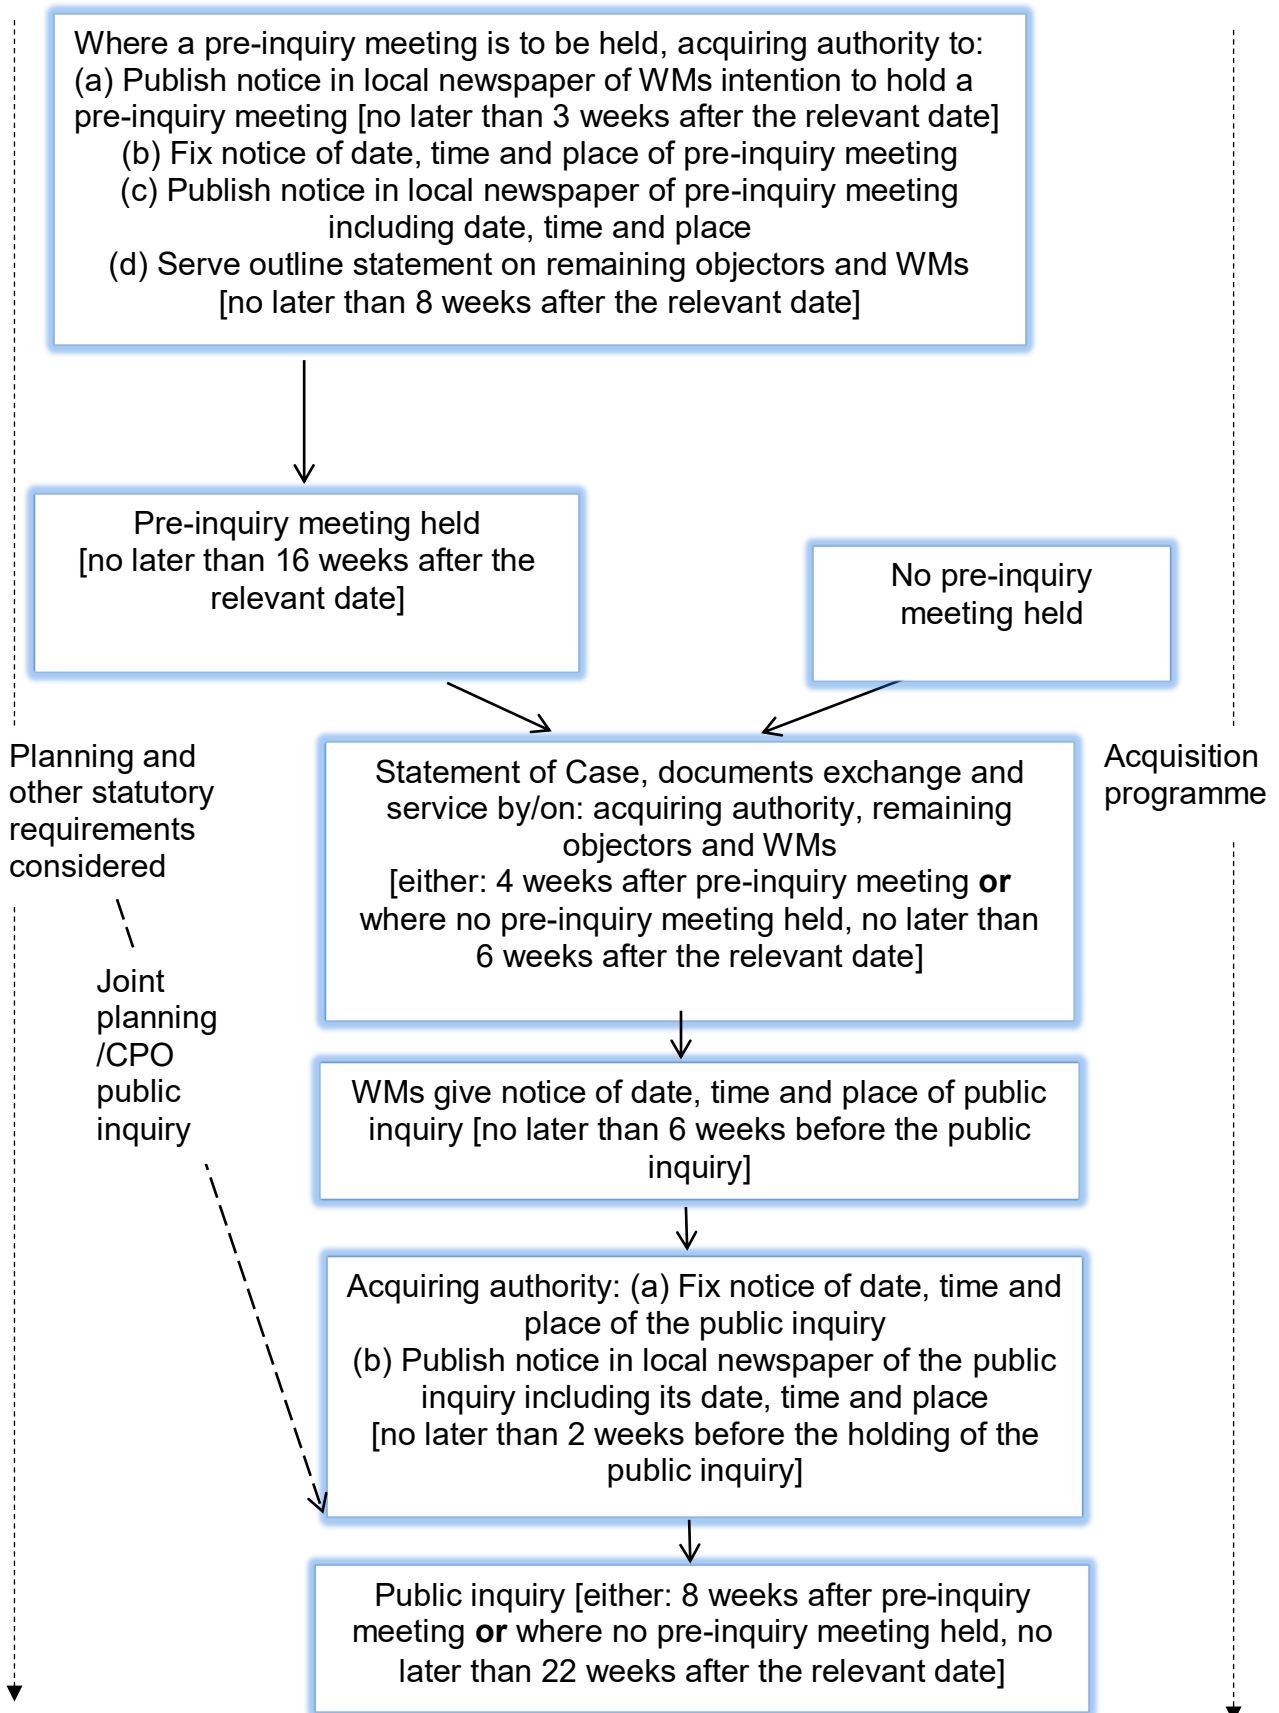 Where a pre-inquiry meeting is to be held, acquiring authority to:
(a) Publish notice in local newspaper of WMs intention to hold a
pre-inquiry meeting [no later than 3 weeks after the relevant date]
(b) Fix notice of date, time and place of pre-inquiry meeting
(c) Publish notice in local newspaper of pre-inquiry meeting
including date, time and place
(d) Serve outline statement on remaining objectors and WMs
[no later than 8 weeks after the relevant date]
Pre-inquiry meeting held
[no later than 16 weeks after the
relevant date]
No pre-inquiry
meeting held
Planning and
other statutory
requirements
considered
Statement of Case, documents exchange and
service by/on: acquiring authority, remaining
objectors and WMs
[either: 4 weeks after pre-inquiry meeting or
where no pre-inquiry meeting held, no later than
6 weeks after the relevant date]
Acquisition
programme
Joint
planning
/CPO
public
inquiry
WMs give notice of date, time and place of public
inquiry [no later than 6 weeks before the public
inquiry]
Acquiring authority: (a) Fix notice of date, time and
place of the public inquiry
(b) Publish notice in local newspaper of the public
inquiry including its date, time and place
[no later than 2 weeks before the holding of the
public inquiry]
Public inquiry [either: 8 weeks after pre-inquiry
meeting or where no pre-inquiry meeting held, no
later than 22 weeks after the relevant date]